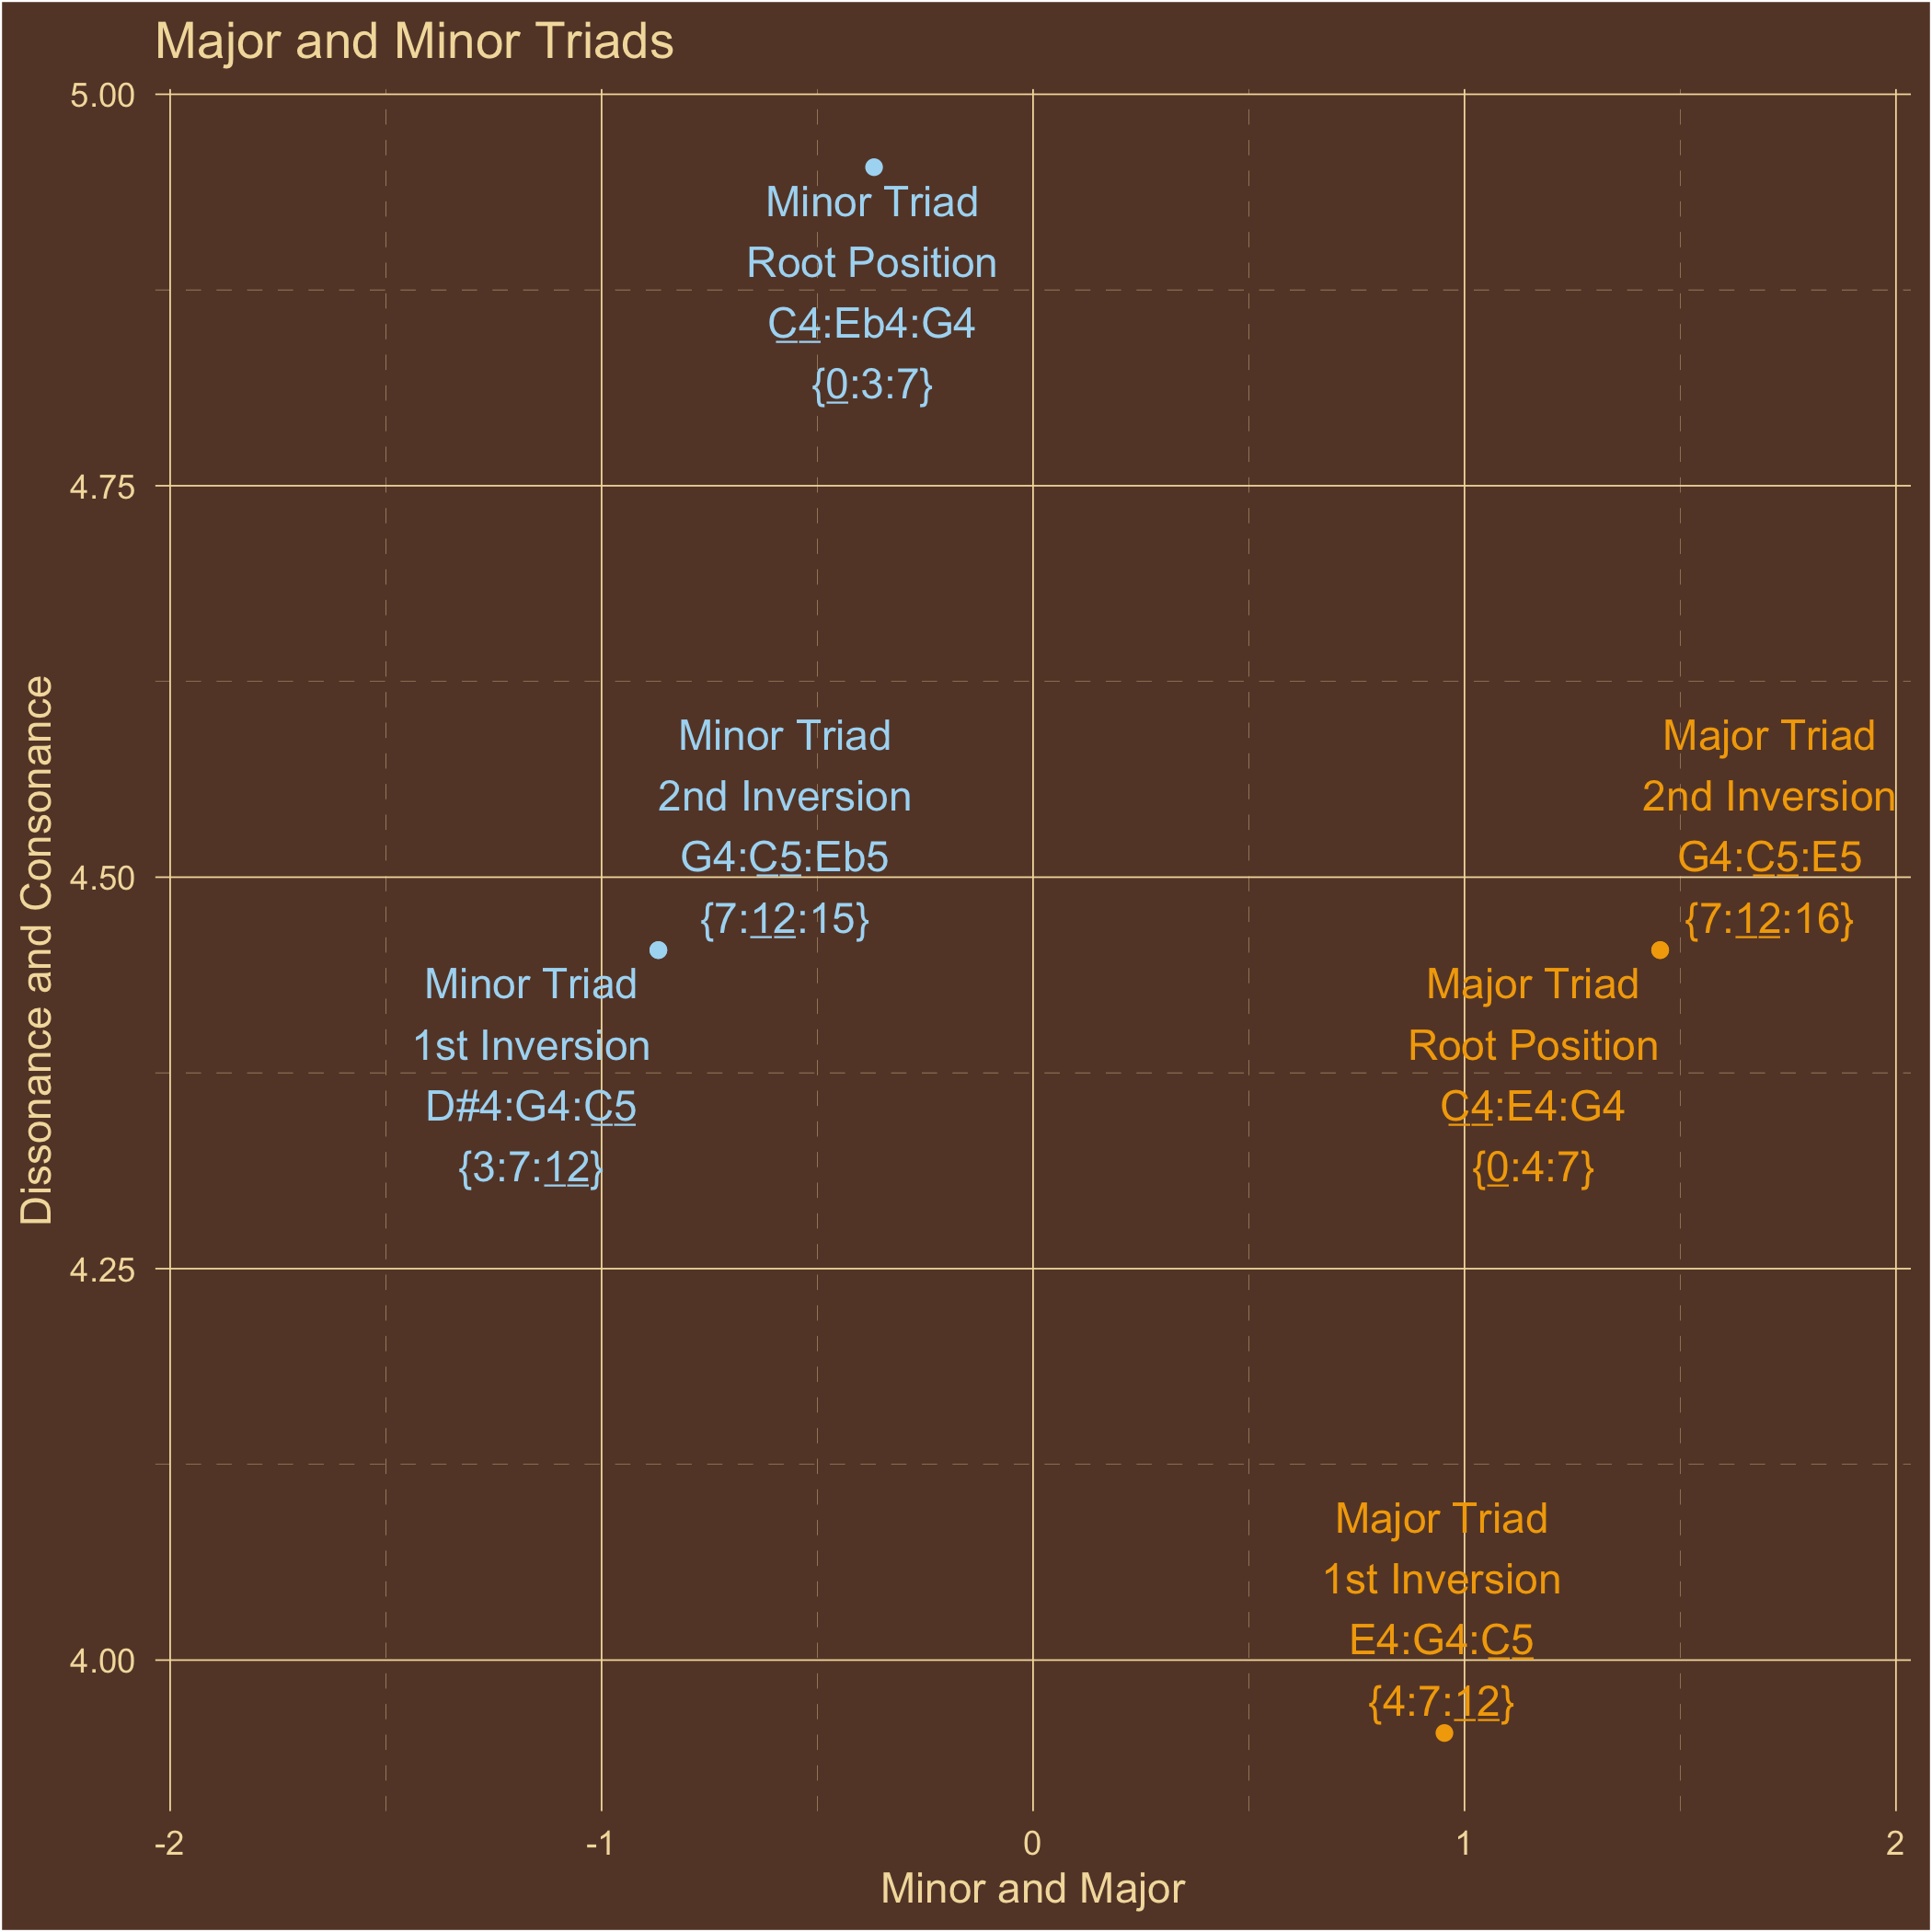 Major and Minor Triads
5.00
Minor Triad
Root Position
C4:Eb4:G4
{0:3:7}
4.75
Minor Triad
2nd Inversion
G4:C5:Eb5
{7:12:15}
Major Triad
2nd Inversion
G4:C5:E5
{7:12:16}
4.50
Minor Triad
1st Inversion
D#4:G4:C5
{3:7:12}
Major Triad
Root Position
C4:E4:G4
{0:4:7}
4.25
Major Triad
1st Inversion
E4:G4:C5
{4:7:12}
4.00
Dissonance and Consonance
-2
-1
0
1
2
Minor and Major